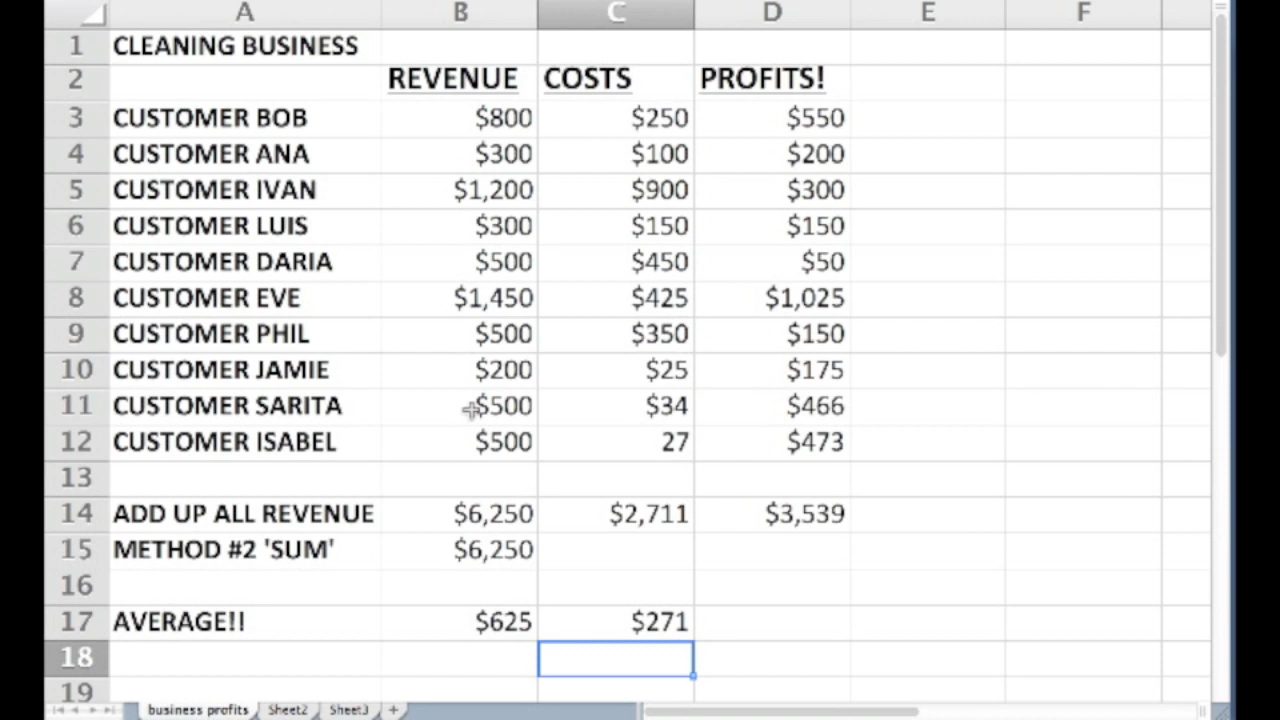 A B C D E F
1 CLEANING BUSINESS
2 REVENUE COSTS PROFITS!
3 CUSTOMER BOB $800 $250 $550
4 CUSTOMER ANA $300 $100 $200
5 CUSTOMER IVAN $1,200 $900 $300
6 CUSTOMER LUIS $300 $150 $150
7 CUSTOMER DARIA $500 $450 $50
8 CUSTOMER EVE $1,450 $425 $1,025
9 CUSTOMER PHIL $500 $350 $150
10 CUSTOMER JAMIE $200 $25 $175
11 CUSTOMER SARITA $500 $34 $466
12 CUSTOMER ISABEL $500 27 $473
13
14 ADD UP ALL REVENUE $6,250 $2,711 $3,539
15 METHOD #2 'SUM' $6,250
16
17 AVERAGE!! $625 $271
18
19
business profits Sheet2 Sheet3 +